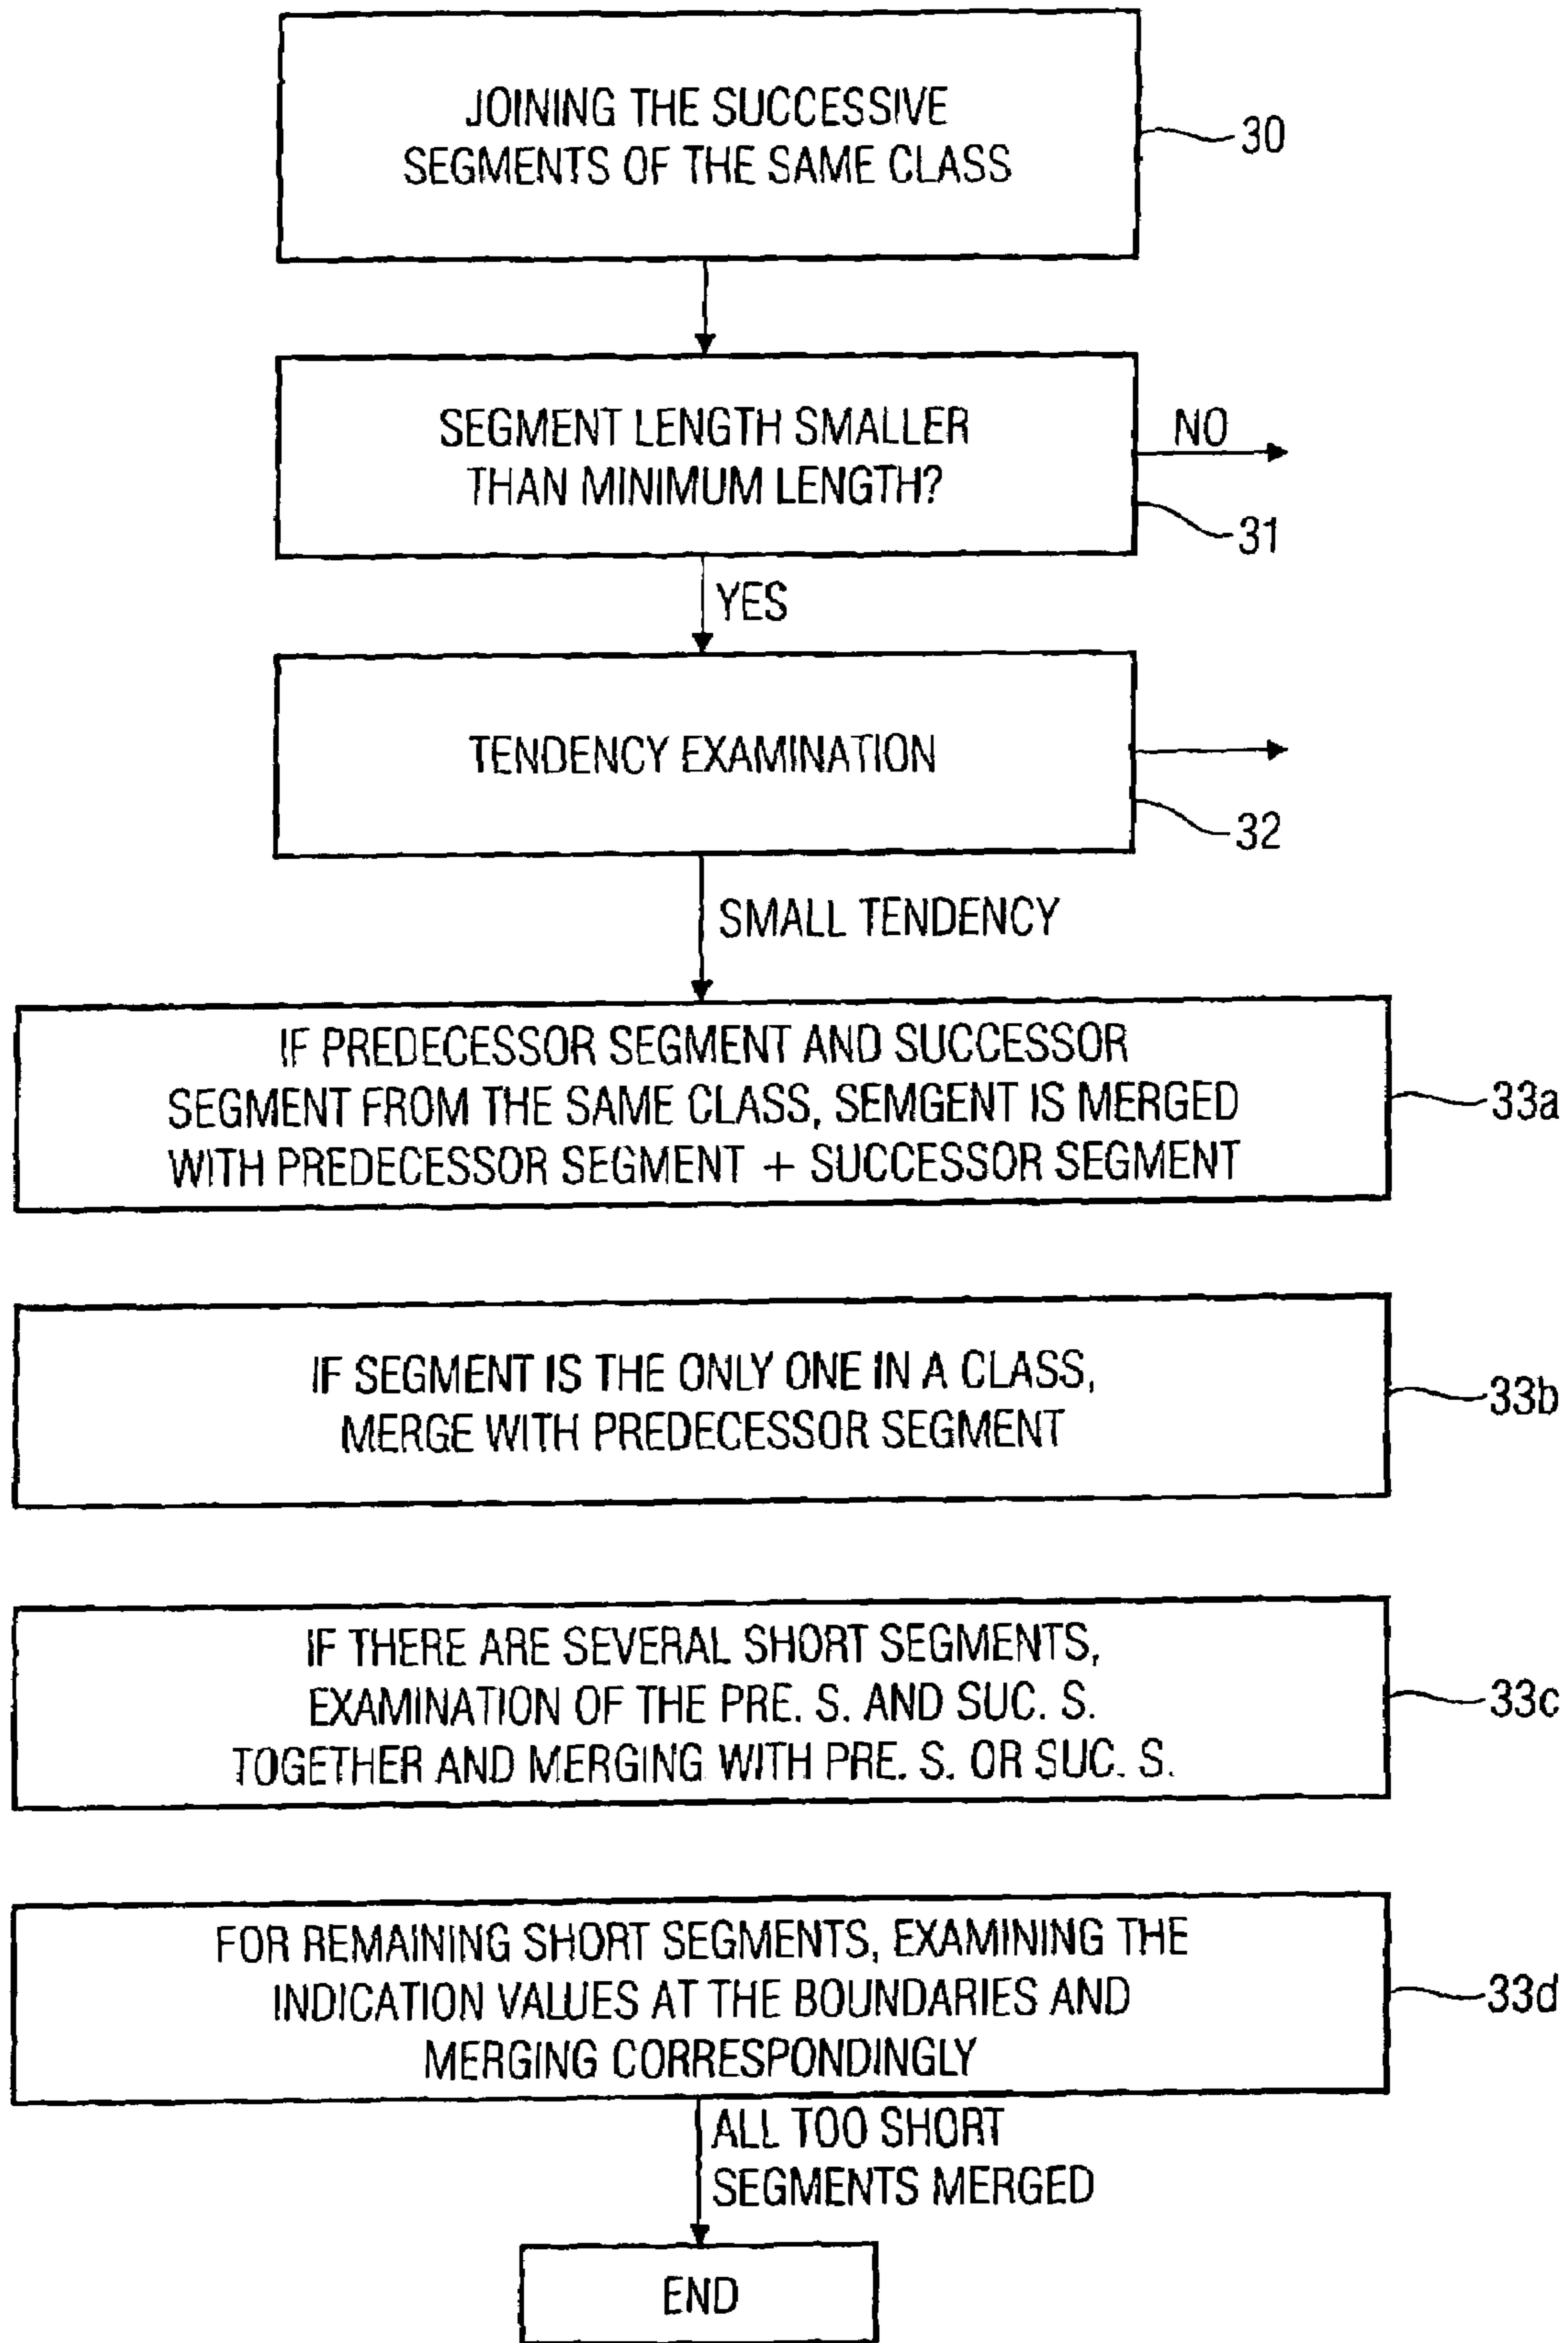 JOINING THE SUCCESSIVE
SEGMENTS OF THE SAME CLASS
30
SEGMENT LENGTH SMALLER
THAN MINIMUM LENGTH?
NO
31
YES
TENDENCY EXAMINATION
32
SMALL TENDENCY
IF PREDECESSOR SEGMENT AND SUCCESSOR
SEGMENT FROM THE SAME CLASS, SEMGENT IS MERGED
WITH PREDECESSOR SEGMENT + SUCCESSOR SEGMENT
33a
IF SEGMENT IS THE ONLY ONE IN A CLASS,
MERGE WITH PREDECESSOR SEGMENT
33b
IF THERE ARE SEVERAL SHORT SEGMENTS,
EXAMINATION OF THE PRE. S. AND SUC. S.
TOGETHER AND MERGING WITH PRE. S. OR SUC. S.
33c
FOR REMAINING SHORT SEGMENTS, EXAMINING THE
INDICATION VALUES AT THE BOUNDARIES AND
MERGING CORRESPONDINGLY
33d
ALL TOO SHORT
SEGMENTS MERGED
END